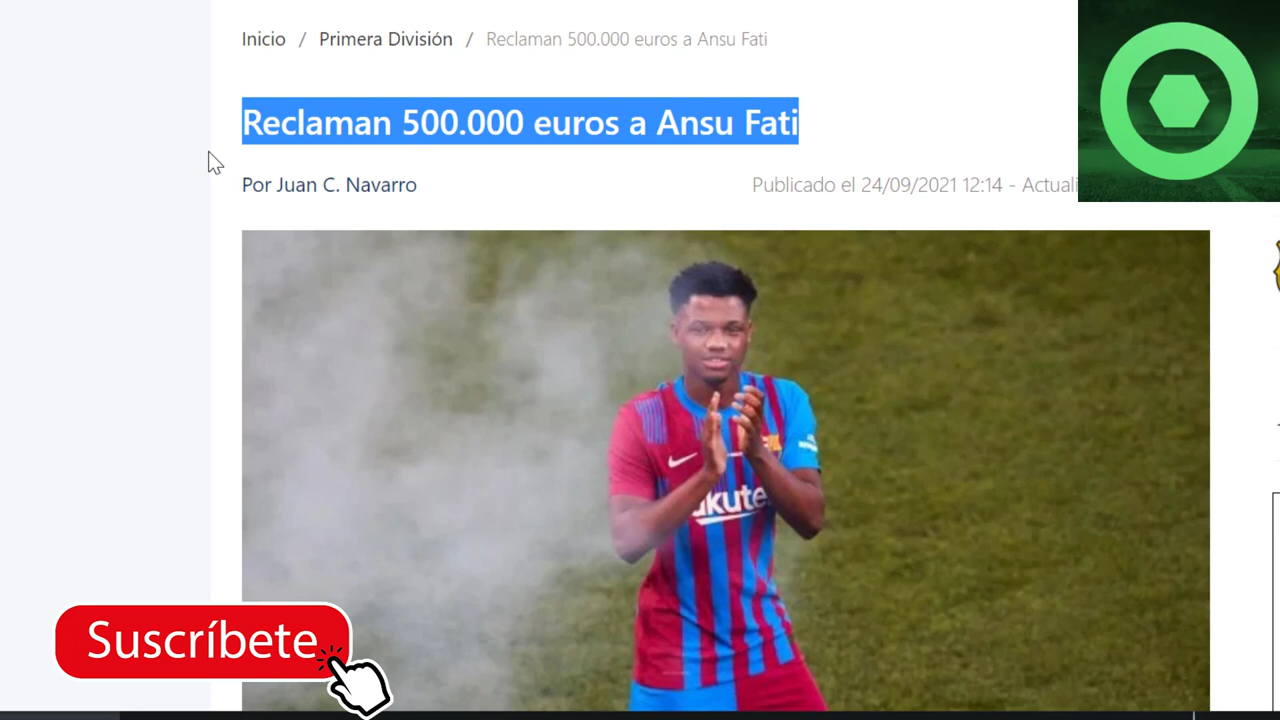 Inicio / Primera División / Reclaman 500.000 euros a Ansu Fati
Reclaman 500.000 euros a Ansu Fati
Por Juan C. Navarro
Publicado el 24/09/2021 12:14 - Actuali
akute
Suscríbete